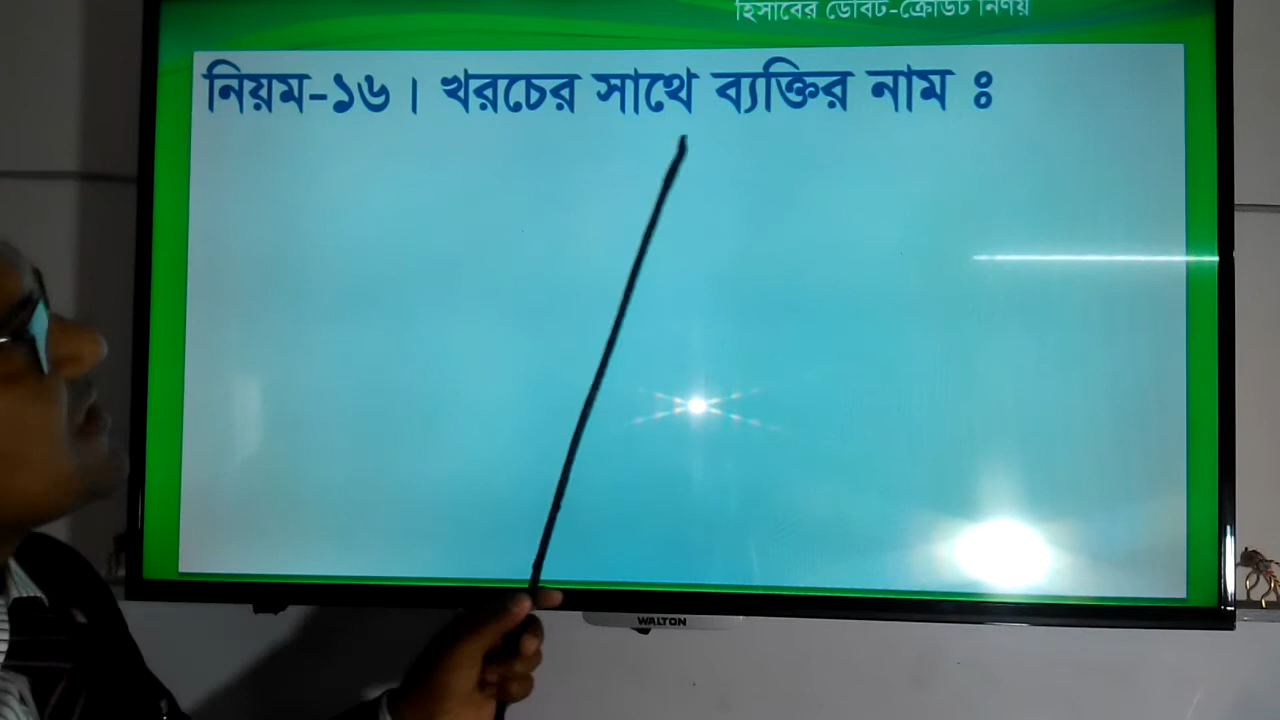 হিসাবের ডেবিট-ক্রেডিট নির্ণয়
নিয়ম-১৬। খরচের সাথে ব্যক্তির নাম ঃ
WALTON